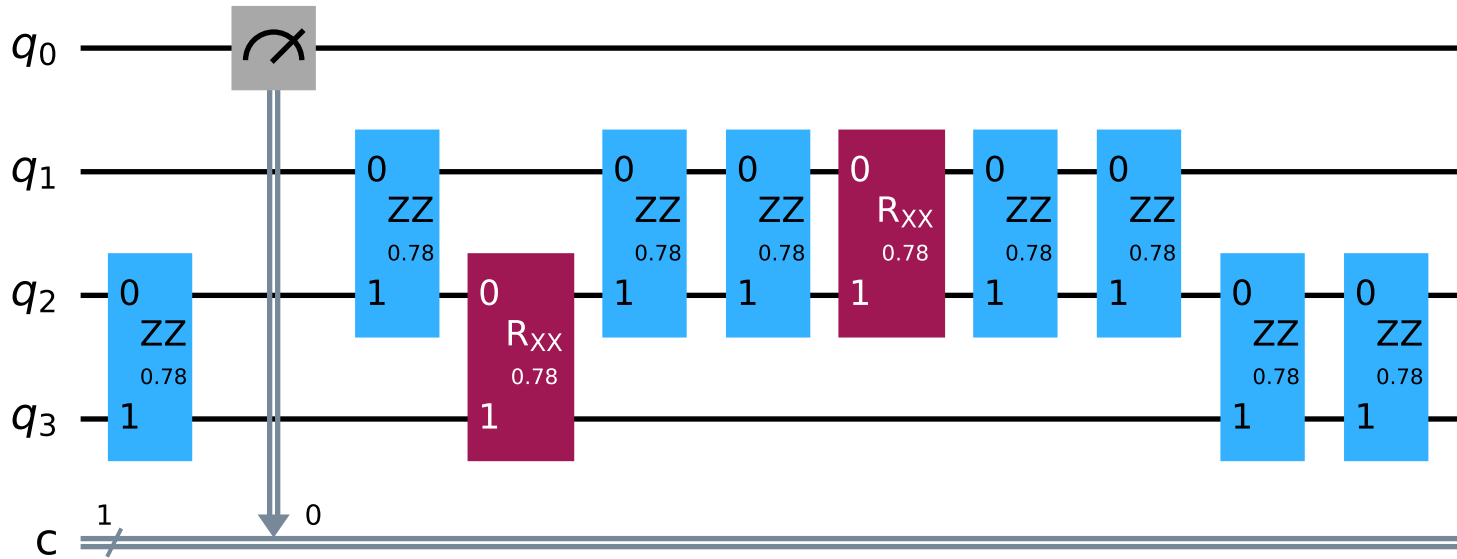 q0
0 0 0 0 0 0
q1
ZZ ZZ ZZ RXX ZZ ZZ
0.78 0.78 0.78 0.78 0.78 0.78
0 1 0 1 1 1 1 1 0 0
q2
ZZ RXX ZZ ZZ
0.78 0.78 0.78 0.78
1 1 1 1
q3
1 0
c